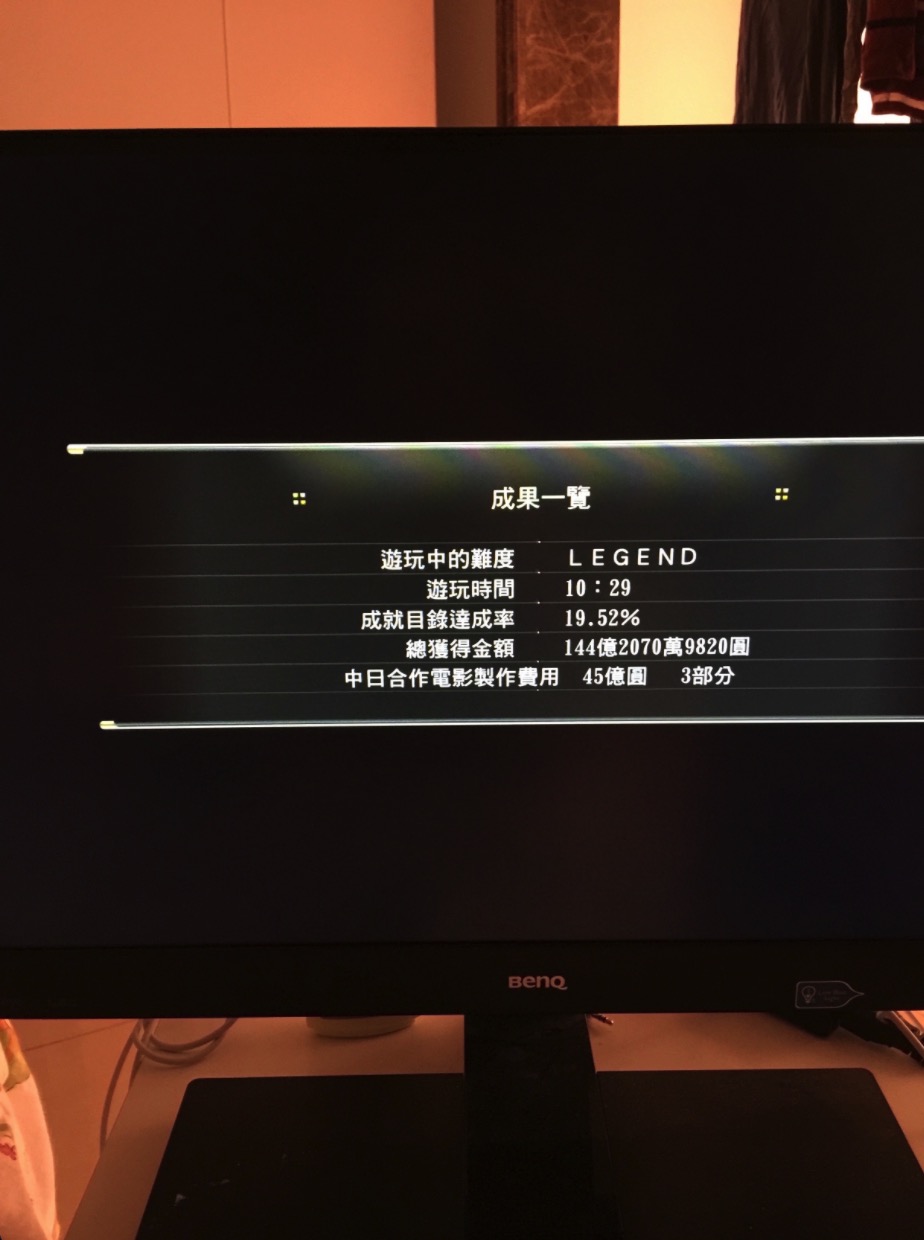 成果一覽
遊玩中的難度 LEGEND
遊玩時間 10：29
成就目錄達成率 19.52%
總獲得金額 144億2070萬9820圓
中日合作電影製作費用 45億圓 3部分
BenQ